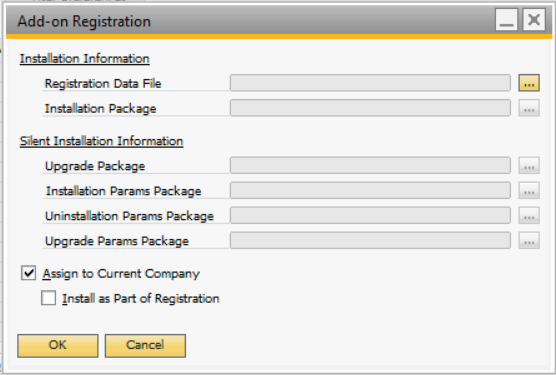 Add-on Registration
Installation Information
Registration Data File
...
Installation Package
...
Silent Installation Information
Upgrade Package
...
Installation Params Package
...
Uninstallation Params Package
...
Upgrade Params Package
...
Assign to Current Company
Install as Part of Registration
OK Cancel